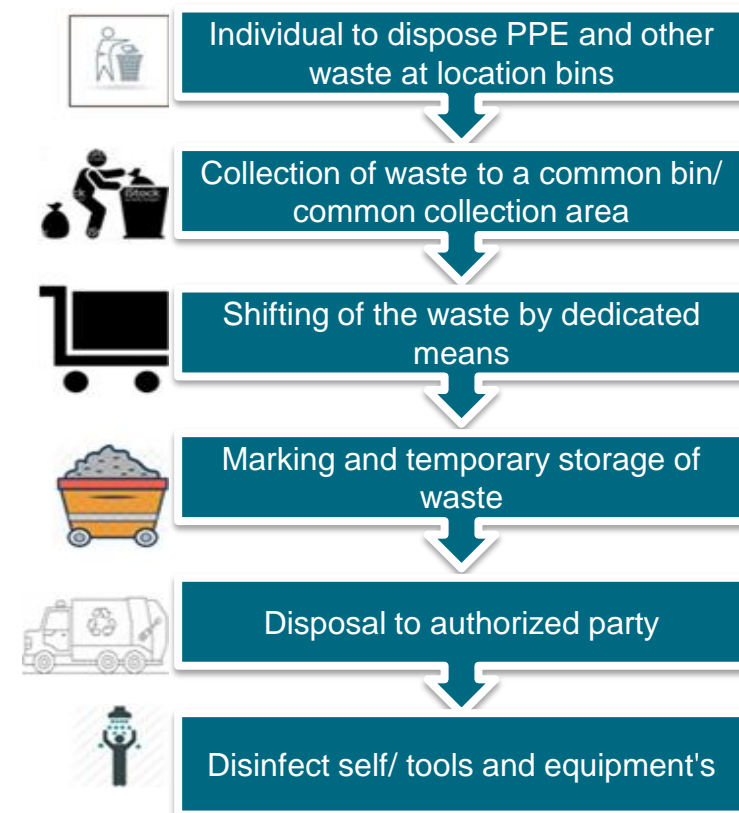 Individual to dispose PPE and other
waste at location bins
iStock
Collection of waste to a common bin/
common collection area
Shifting of the waste by dedicated
means
Marking and temporary storage of
waste
Disposal to authorized party
Disinfect self/ tools and equipment's